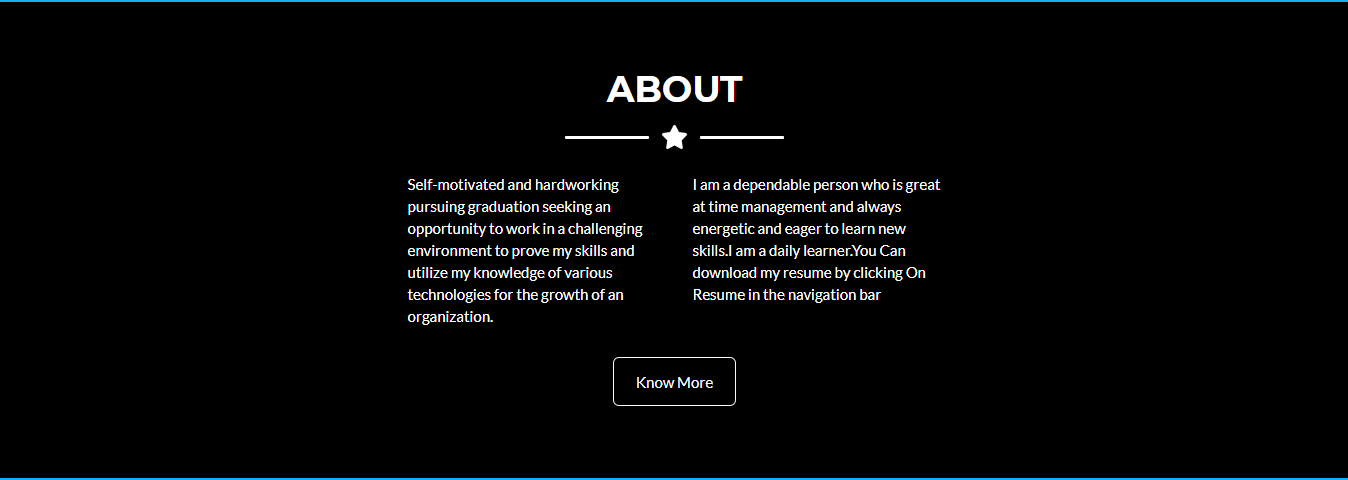 ABOUT
Self-motivated and hardworking
pursuing graduation seeking an
opportunity to work in a challenging
environment to prove my skills and
utilize my knowledge of various
technologies for the growth of an
organization.
I am a dependable person who is great
at time management and always
energetic and eager to learn new
skills.I am a daily learner.You Can
download my resume by clicking On
Resume in the navigation bar
Know More